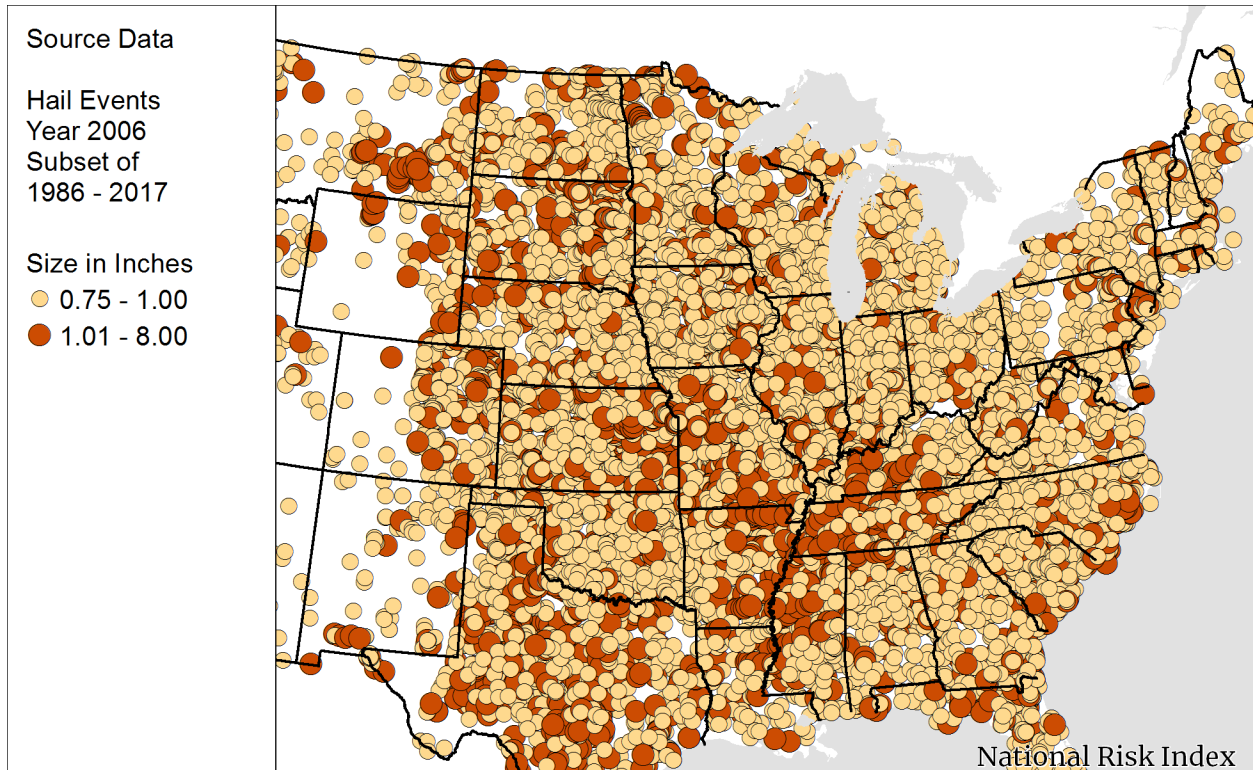 Source Data
Hail Events
Year 2006
Subset of
1986 - 2017
Size in Inches
0.75 - 1.00
1.01 - 8.00
National Risk Index